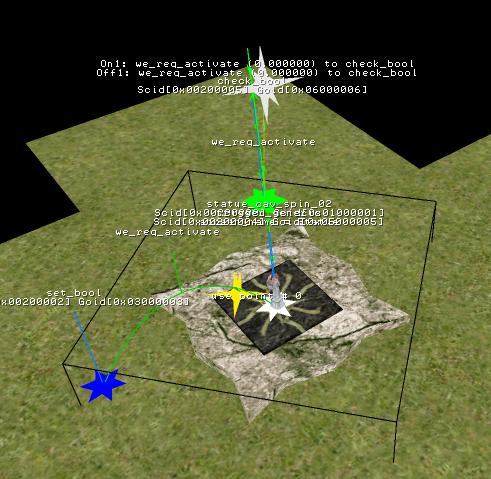 On1: we_req_activate (0.000000) to check_bool
Off1: we_req_activate (0.000000) to check_bool
check_bool
Scid[0x00200005] Goid[0x06000006]
we_req_activate
statue_cav_spin_02
we_req_activate
use_point # 0
set_bool
x00200002] Goid[0x03000003]